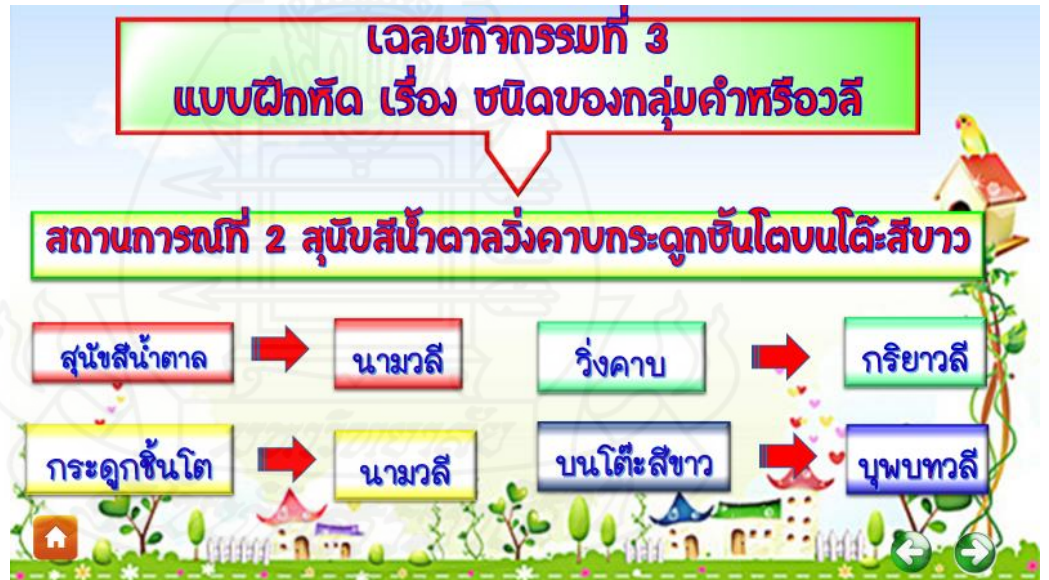 เฉลยกิจกรรมที่ 3
แบบฝึกหัด เรื่อง ชนิดของกลุ่มคำหรือวลี
สถานการณ์ที่ 2 สุนัขสีน้ำตาลวิ่งคาบกระดูกชิ้นโตบนโต๊ะสีขาว
สุนัขสีน้ำตาล
นามวลี
วิ่งคาบ
กริยาวลี
กระดูกชิ้นโต
นามวลี
บนโต๊ะสีขาว
บุพบทวลี